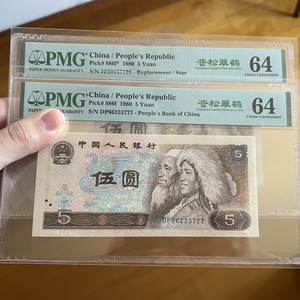 PMG China / People's Republic 苍松翠鹤 64
PAPER MONEY GUARANTY Pick# 886f* 1980 5 Yuan Choice Uncirculated
- Replacement / Star
PMG China / People's Republic 苍松翠鹤 64
PAPER MONEY GUARANTY Pick# 886f 1980 5 Yuan Choice Uncirculated
S/N DP66233777 - People's Bank of China
中国人民银行
5
伍圆
5
DP66233777
5